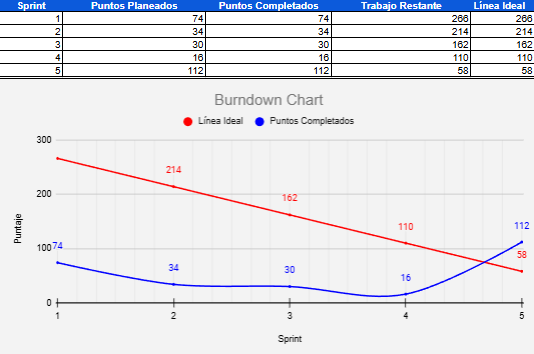 Sprint Puntos Planeados Puntos Completados Trabajo Restante Línea Ideal
1 74 74 266 266
2 34 34 214 214
3 30 30 162 162
4 16 16 110 110
5 112 112 58 58
Burndown Chart
Línea Ideal Puntos Completados
300
214
200
162
110
112
100
74
58
34
30
16
0
1 2 3 4 5
Puntaje
Sprint